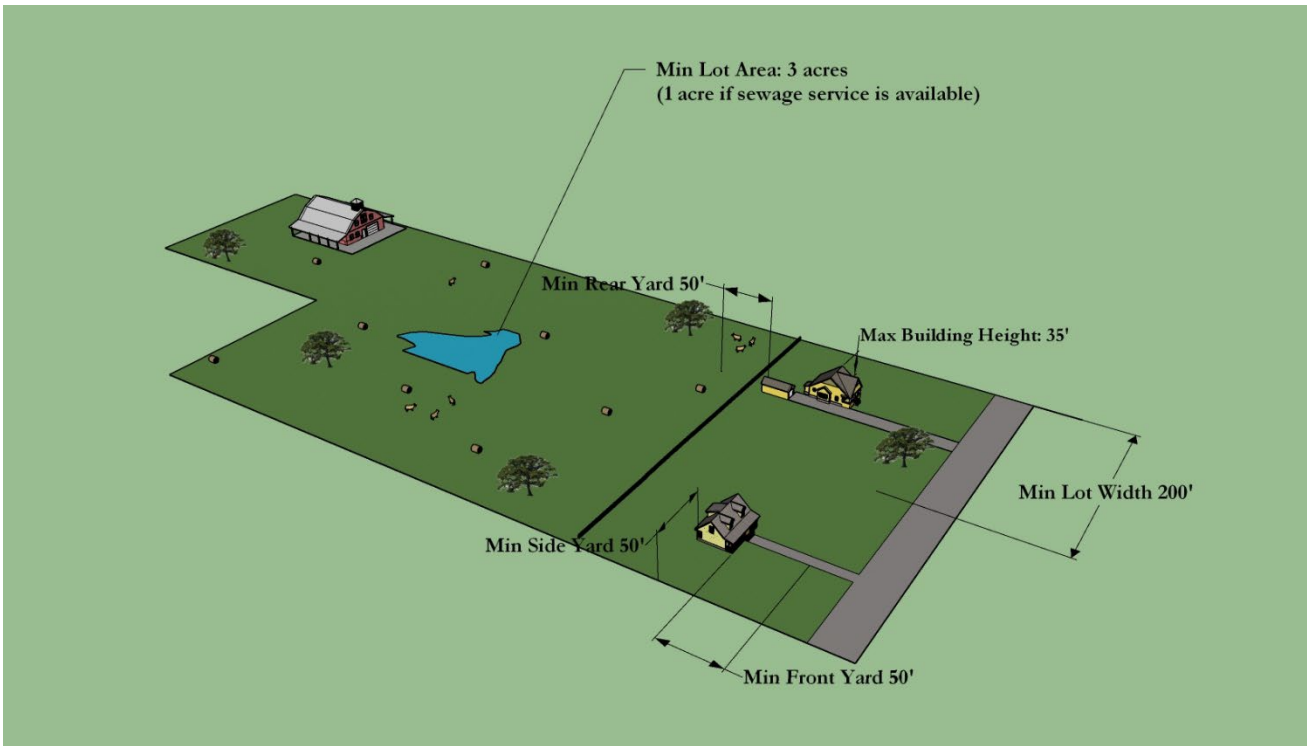 Min Lot Area: 3 acres
(1 acre if sewage service is available)
Min Rear Yard 50'
Max Building Height: 35'
Min Lot Width 200'
Min Side Yard 50'
Min Front Yard 50'